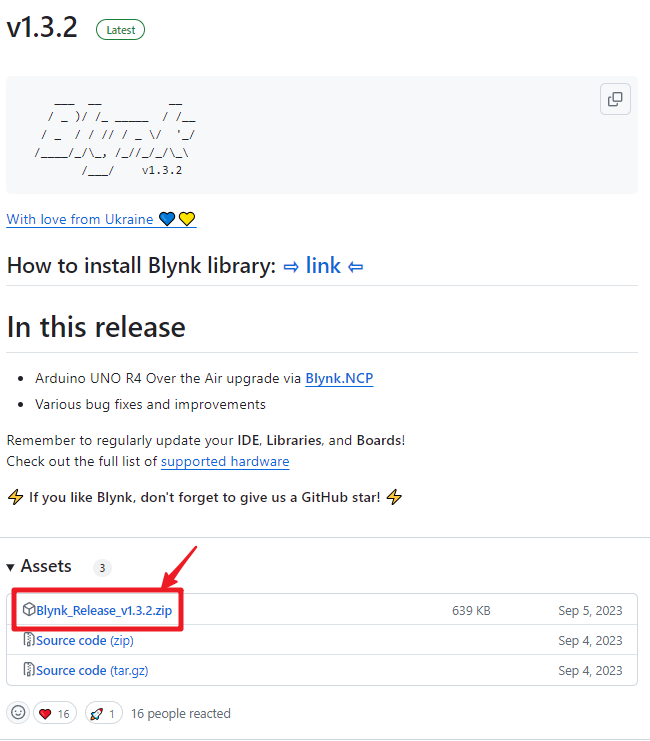 v1.3.2 Latest
___ __ __
/ _ )/ /_ _____ / /__
/ _ / / // / _ \/ '_/
/____/_/\_, /_//_/_/\_\
/___/ v1.3.2
With love from Ukraine 💙💛
How to install Blynk library: ⇨ link ⇦
In this release
• Arduino UNO R4 Over the Air upgrade via Blynk.NCP
• Various bug fixes and improvements
Remember to regularly update your IDE, Libraries, and Boards!
Check out the full list of supported hardware
⚡ If you like Blynk, don't forget to give us a GitHub star! ⚡
▾ Assets 3
Blynk_Release_v1.3.2.zip 639 KB Sep 5, 2023
Source code (zip) Sep 4, 2023
Source code (tar.gz) Sep 4, 2023
❤️ 16 🚀 1 16 people reacted